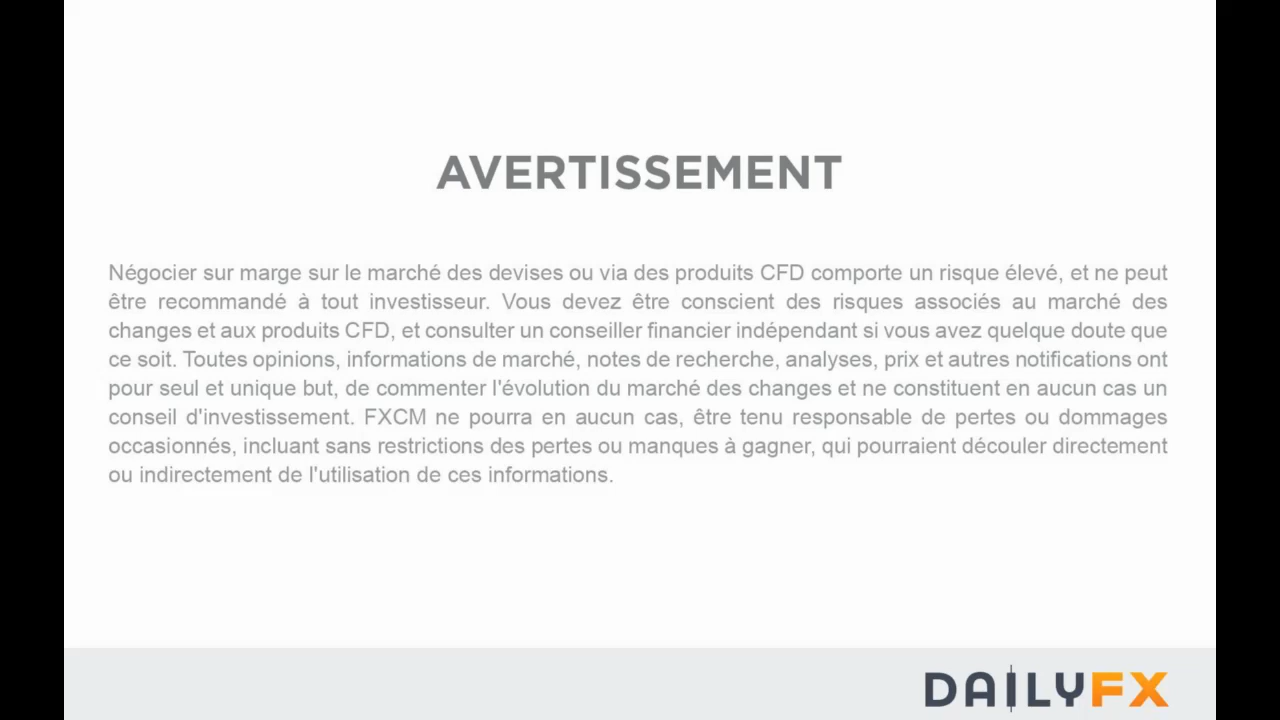 AVERTISSEMENT
Négocier sur marge sur le marché des devises ou via des produits CFD comporte un risque élevé, et ne peut
être recommandé à tout investisseur. Vous devez être conscient des risques associés au marché des
changes et aux produits CFD, et consulter un conseiller financier indépendant si vous avez quelque doute que
ce soit. Toutes opinions, informations de marché, notes de recherche, analyses, prix et autres notifications ont
pour seul et unique but, de commenter l'évolution du marché des changes et ne constituent en aucun cas un
conseil d'investissement. FXCM ne pourra en aucun cas, être tenu responsable de pertes ou dommages
occasionnés, incluant sans restrictions des pertes ou manques à gagner, qui pourraient découler directement
ou indirectement de l'utilisation de ces informations.
DAILYFX